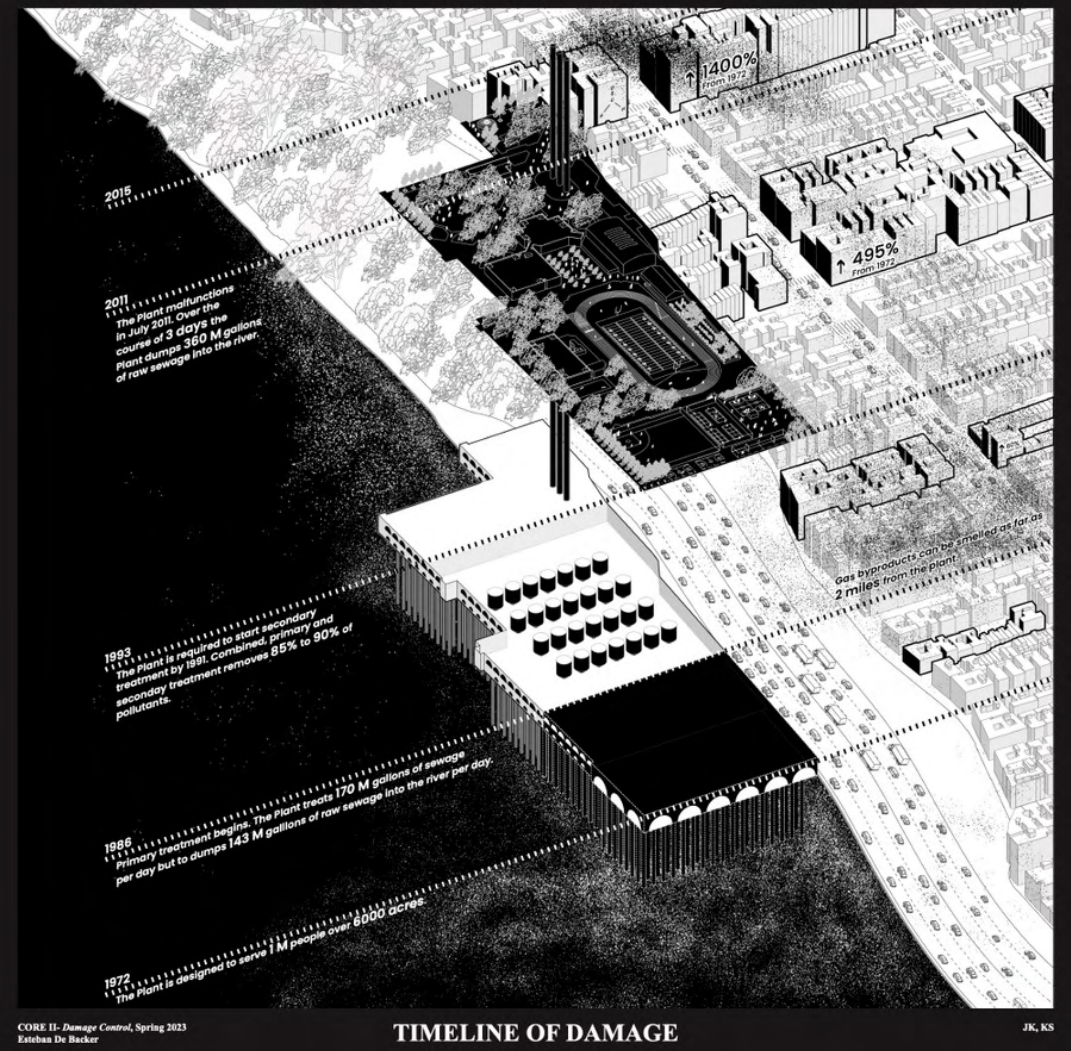 ↑ 1400%
From 1972
↑ 495%
From 1972
2015
2011
The Plant malfunctions
in July 2011. Over the
course of 3 days the
Plant dumps 360 M gallons
of raw sewage into the river.
Gas byproducts can be smelled as far as
2 miles from the plant
1993
The Plant is required to start secondary
treatment by 1991. Combined, primary and
seconday treatment removes 85% to 90% of
pollutants.
1986
Primary treatment begins. The Plant treats 170 M gallons of sewage
per day but to dumps 143 M gallions of raw sewage into the river per day.
1972
The Plant is designed to serve 1 M people over 6000 acres.
CORE II- Damage Control, Spring 2023
Esteban De Backer
TIMELINE OF DAMAGE
JK, KS